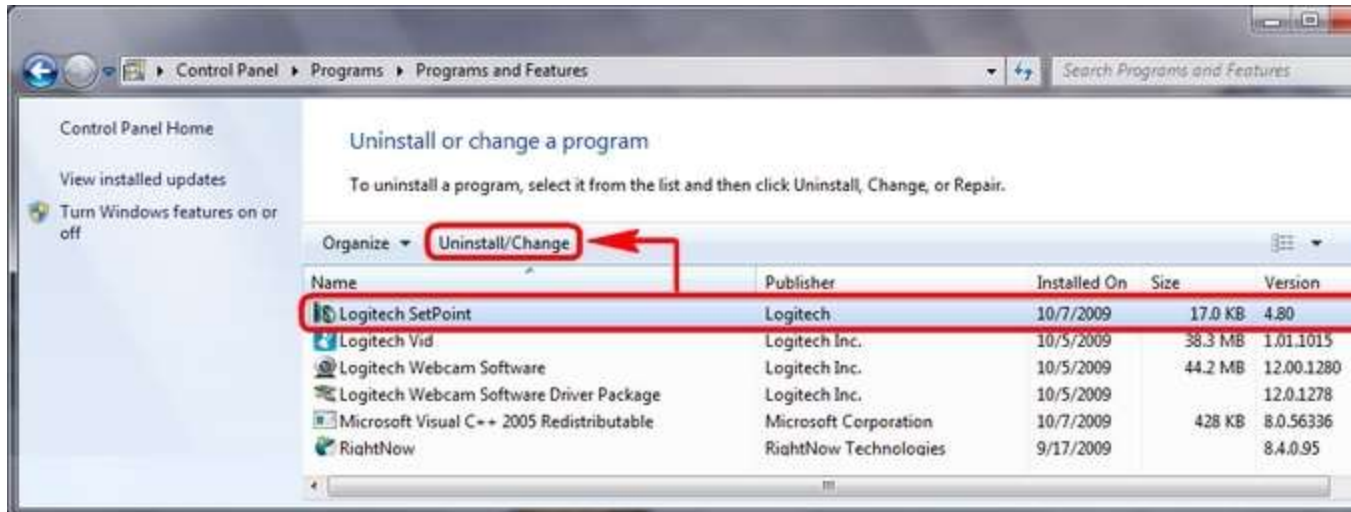 Control Panel Programs Programs and Features Search Programs and Features
Control Panel Home
View installed updates
Turn Windows features on or
off
Uninstall or change a program
To uninstall a program, select it from the list and then click Uninstall, Change, or Repair.
Organize Uninstall/Change
Name Publisher Installed On Size Version
Logitech SetPoint Logitech 10/7/2009 17.0 KB 4.80
Logitech Vid Logitech Inc. 10/5/2009 38.3 MB 1.01.1015
Logitech Webcam Software Logitech Inc. 10/5/2009 44.2 MB 12.00.1280
Logitech Webcam Software Driver Package Logitech Inc. 10/5/2009 12.0.1278
Microsoft Visual C++ 2005 Redistributable Microsoft Corporation 10/7/2009 428 KB 8.0.56336
RightNow RightNow Technologies 9/17/2009 8.4.0.95